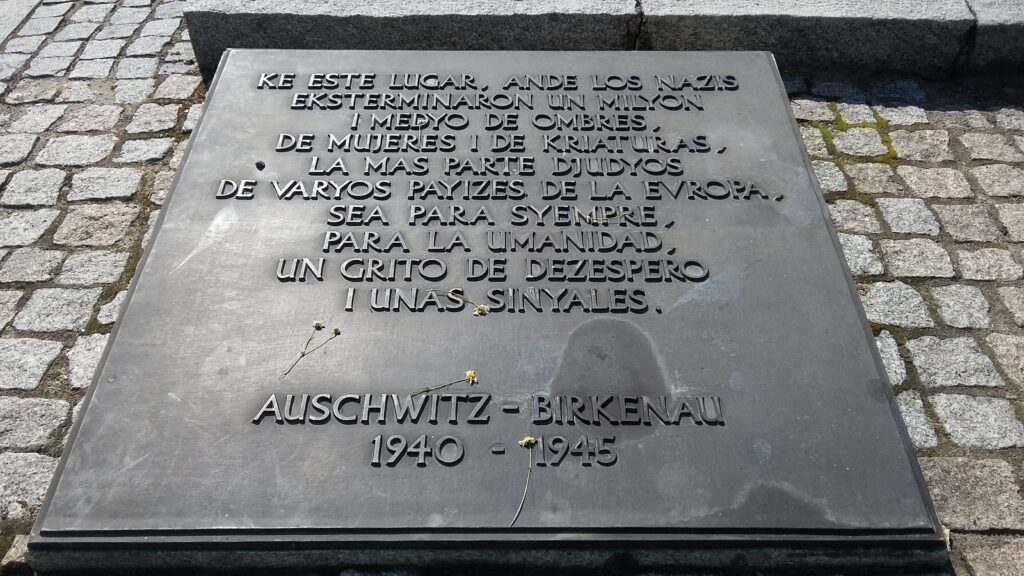 KE ESTE LUGAR, ANDE LOS NAZIS
EKSTERMINARON UN MILYON
I MEDYO DE OMBRES,
DE MUJERES I DE KRIATURAS,
LA MAS PARTE DJUDYOS
DE VARYOS PAYIZES DE LA EVROPA,
SEA PARA SYEMPRE,
PARA LA UMANIDAD,
UN GRITO DE DEZESPERO
I UNAS SINYALES.
AUSCHWITZ - BIRKENAU
1940 - 1945